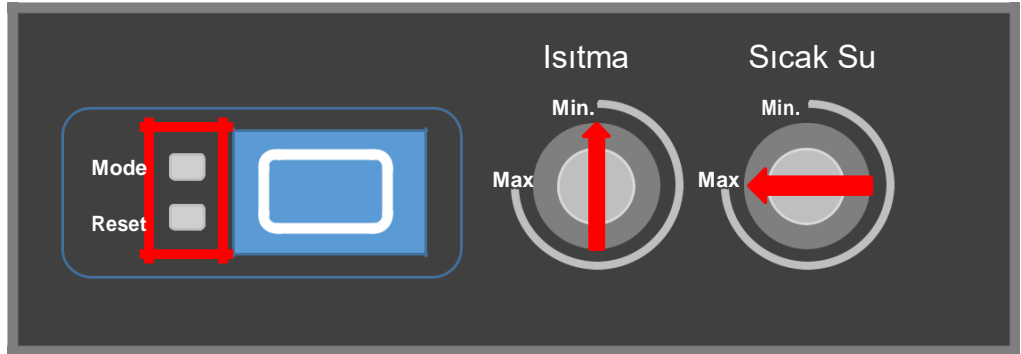 Isıtma
Sıcak Su
Min.
Min.
Mode
Max
Max
Reset